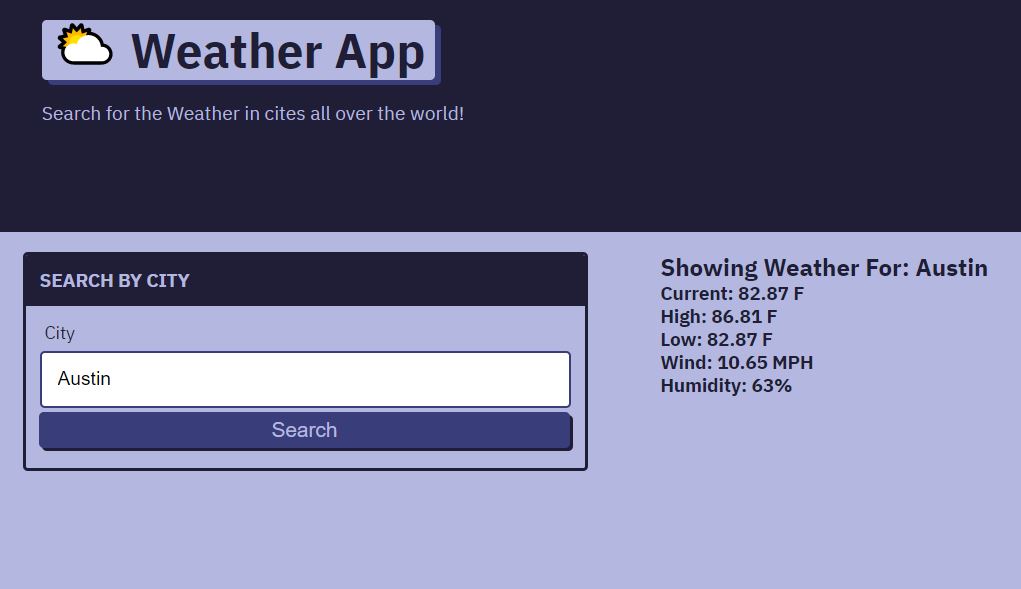 Weather App
Search for the Weather in cites all over the world!
SEARCH BY CITY
City
Austin
Search
Showing Weather For: Austin
Current: 82.87 F
High: 86.81 F
Low: 82.87 F
Wind: 10.65 MPH
Humidity: 63%